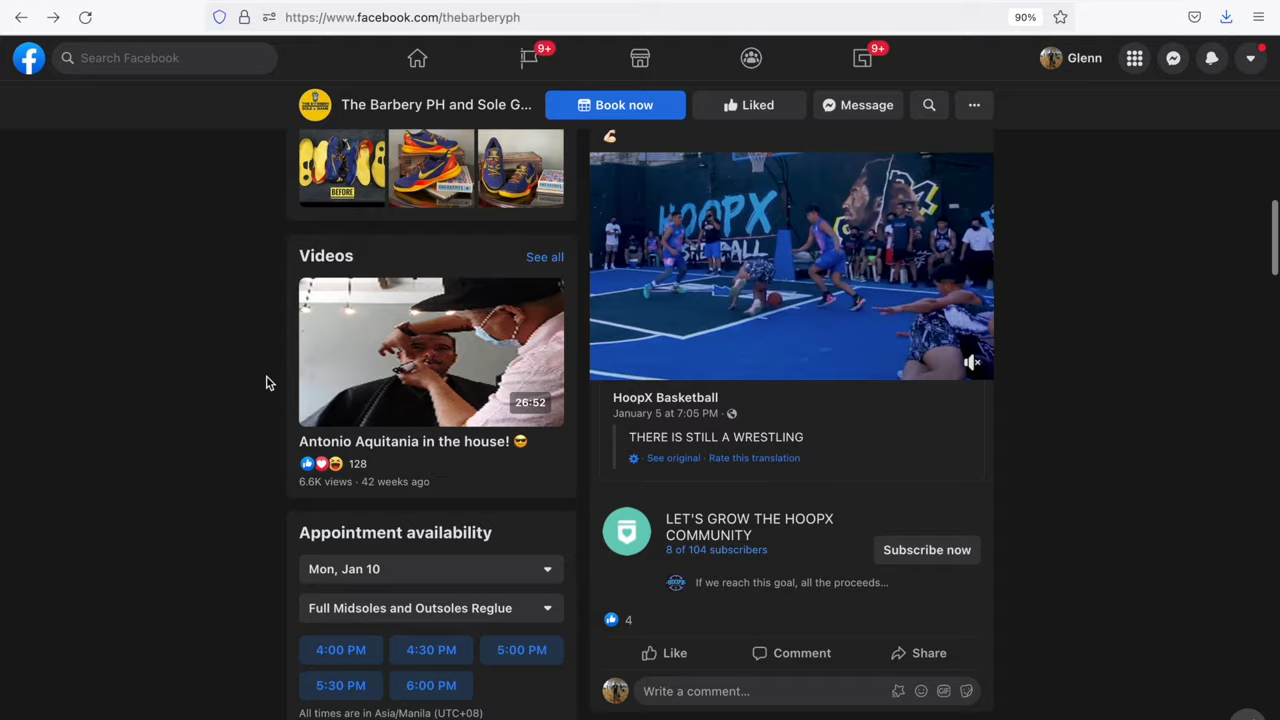 https://www.facebook.com/thebarberyph
90%
Search Facebook
9+
9+
Glenn
The Barbery PH and Sole G...
Book now
Liked
Message
BEFORE
Videos
See all
26:52
Antonio Aquitania in the house! 😎
128
6.6K views · 42 weeks ago
Appointment availability
Mon, Jan 10
Full Midsoles and Outsoles Reglue
4:00 PM
4:30 PM
5:00 PM
5:30 PM
6:00 PM
All times are in Asia/Manila (UTC+08)
💪🏻
HOOPX
HoopX Basketball
January 5 at 7:05 PM ·
THERE IS STILL A WRESTLING
· See original · Rate this translation
LET'S GROW THE HOOPX
COMMUNITY
8 of 104 subscribers
Subscribe now
If we reach this goal, all the proceeds...
4
Like
Comment
Share
Write a comment...
GIF